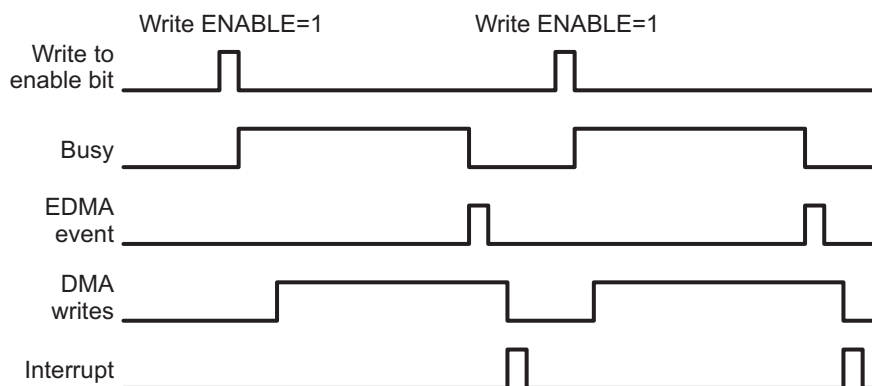 Write ENABLE=1 Write ENABLE=1
Write to
enable bit
Busy
EDMA
event
DMA
writes
Interrupt